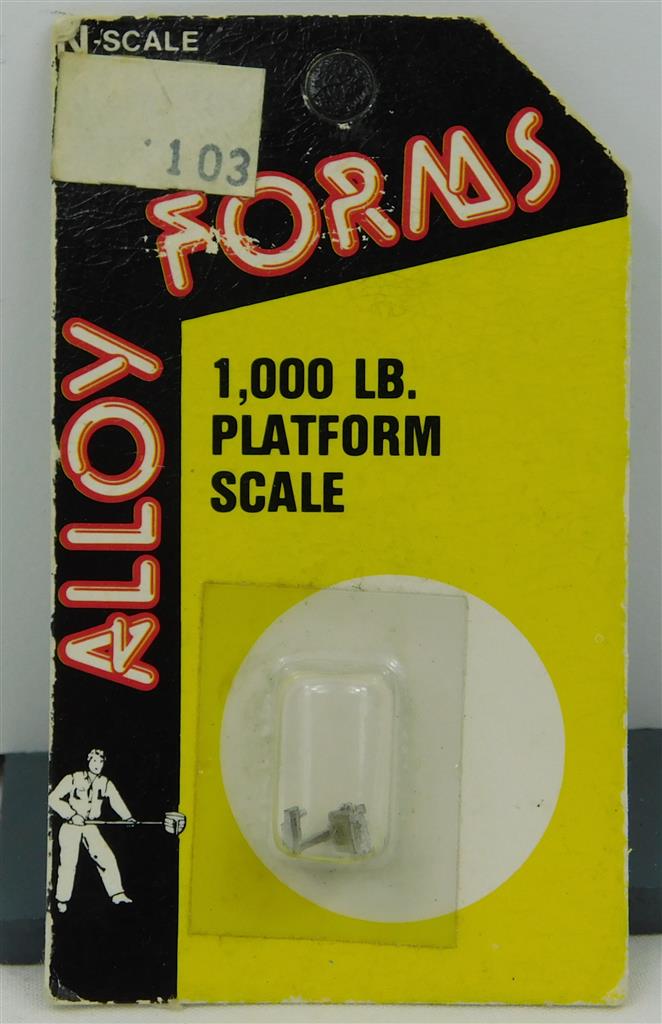 N-SCALE
103
ALLOY
FORMS
1,000 LB.
PLATFORM
SCALE